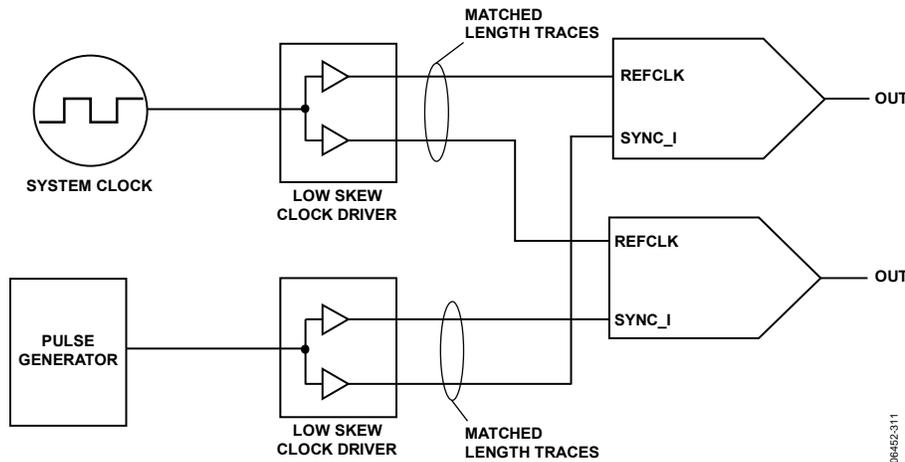 MATCHED
LENGTH TRACES
REFCLK
SYNC_I
OUT
SYSTEM CLOCK
LOW SKEW
CLOCK DRIVER
REFCLK
SYNC_I
OUT
PULSE
GENERATOR
LOW SKEW
CLOCK DRIVER
MATCHED
LENGTH TRACES
06452-311